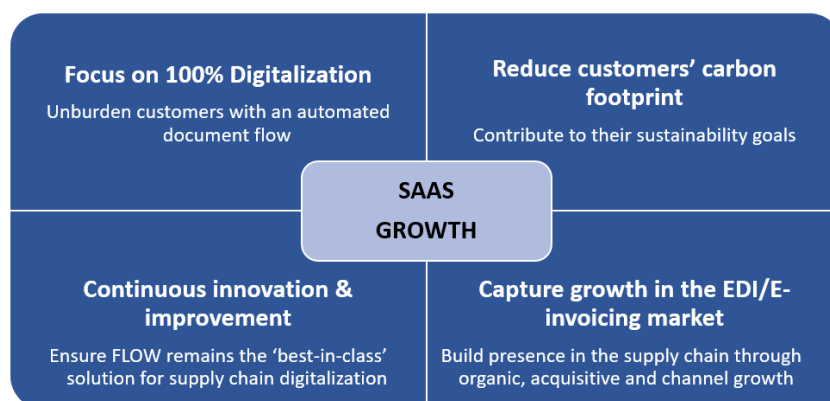 Focus on 100% Digitalization
Unburden customers with an automated
document flow
Reduce customers’ carbon
footprint
Contribute to their sustainability goals
SAAS
GROWTH
Continuous innovation &
improvement
Ensure FLOW remains the ‘best-in-class’
solution for supply chain digitalization
Capture growth in the EDI/E-
invoicing market
Build presence in the supply chain through
organic, acquisitive and channel growth